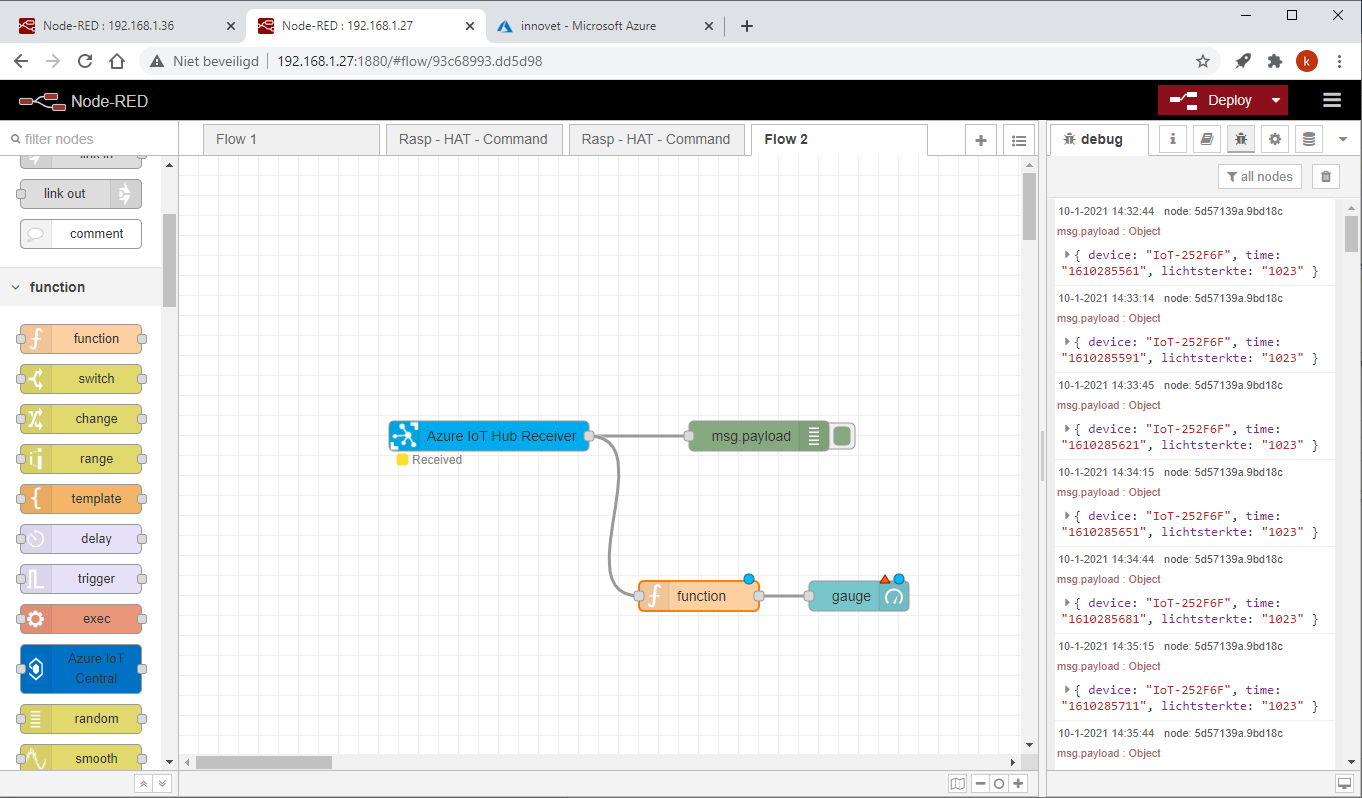 Node-RED : 192.168.1.36
Node-RED : 192.168.1.27
innovet - Microsoft Azure
Niet beveiligd
192.168.1.27:1880/#flow/93c68993.dd5d98
k
Node-RED
Deploy
filter nodes
link in
link out
comment
function
function
switch
change
range
template
delay
trigger
exec
Azure IoT
Central
random
smooth
Flow 1
Rasp - HAT - Command
Rasp - HAT - Command
Flow 2
Azure IoT Hub Receiver
Received
msg.payload
function
gauge
debug
i
all nodes
10-1-2021 14:32:44 node: 5d57139a.9bd18c
msg.payload : Object
{ device: "IoT-252F6F", time:
"1610285561", lichtsterkte: "1023" }
10-1-2021 14:33:14 node: 5d57139a.9bd18c
msg.payload : Object
{ device: "IoT-252F6F", time:
"1610285591", lichtsterkte: "1023" }
10-1-2021 14:33:45 node: 5d57139a.9bd18c
msg.payload : Object
{ device: "IoT-252F6F", time:
"1610285621", lichtsterkte: "1023" }
10-1-2021 14:34:15 node: 5d57139a.9bd18c
msg.payload : Object
{ device: "IoT-252F6F", time:
"1610285651", lichtsterkte: "1023" }
10-1-2021 14:34:44 node: 5d57139a.9bd18c
msg.payload : Object
{ device: "IoT-252F6F", time:
"1610285681", lichtsterkte: "1023" }
10-1-2021 14:35:15 node: 5d57139a.9bd18c
msg.payload : Object
{ device: "IoT-252F6F", time:
"1610285711", lichtsterkte: "1023" }
10-1-2021 14:35:44 node: 5d57139a.9bd18c
msg.payload : Object